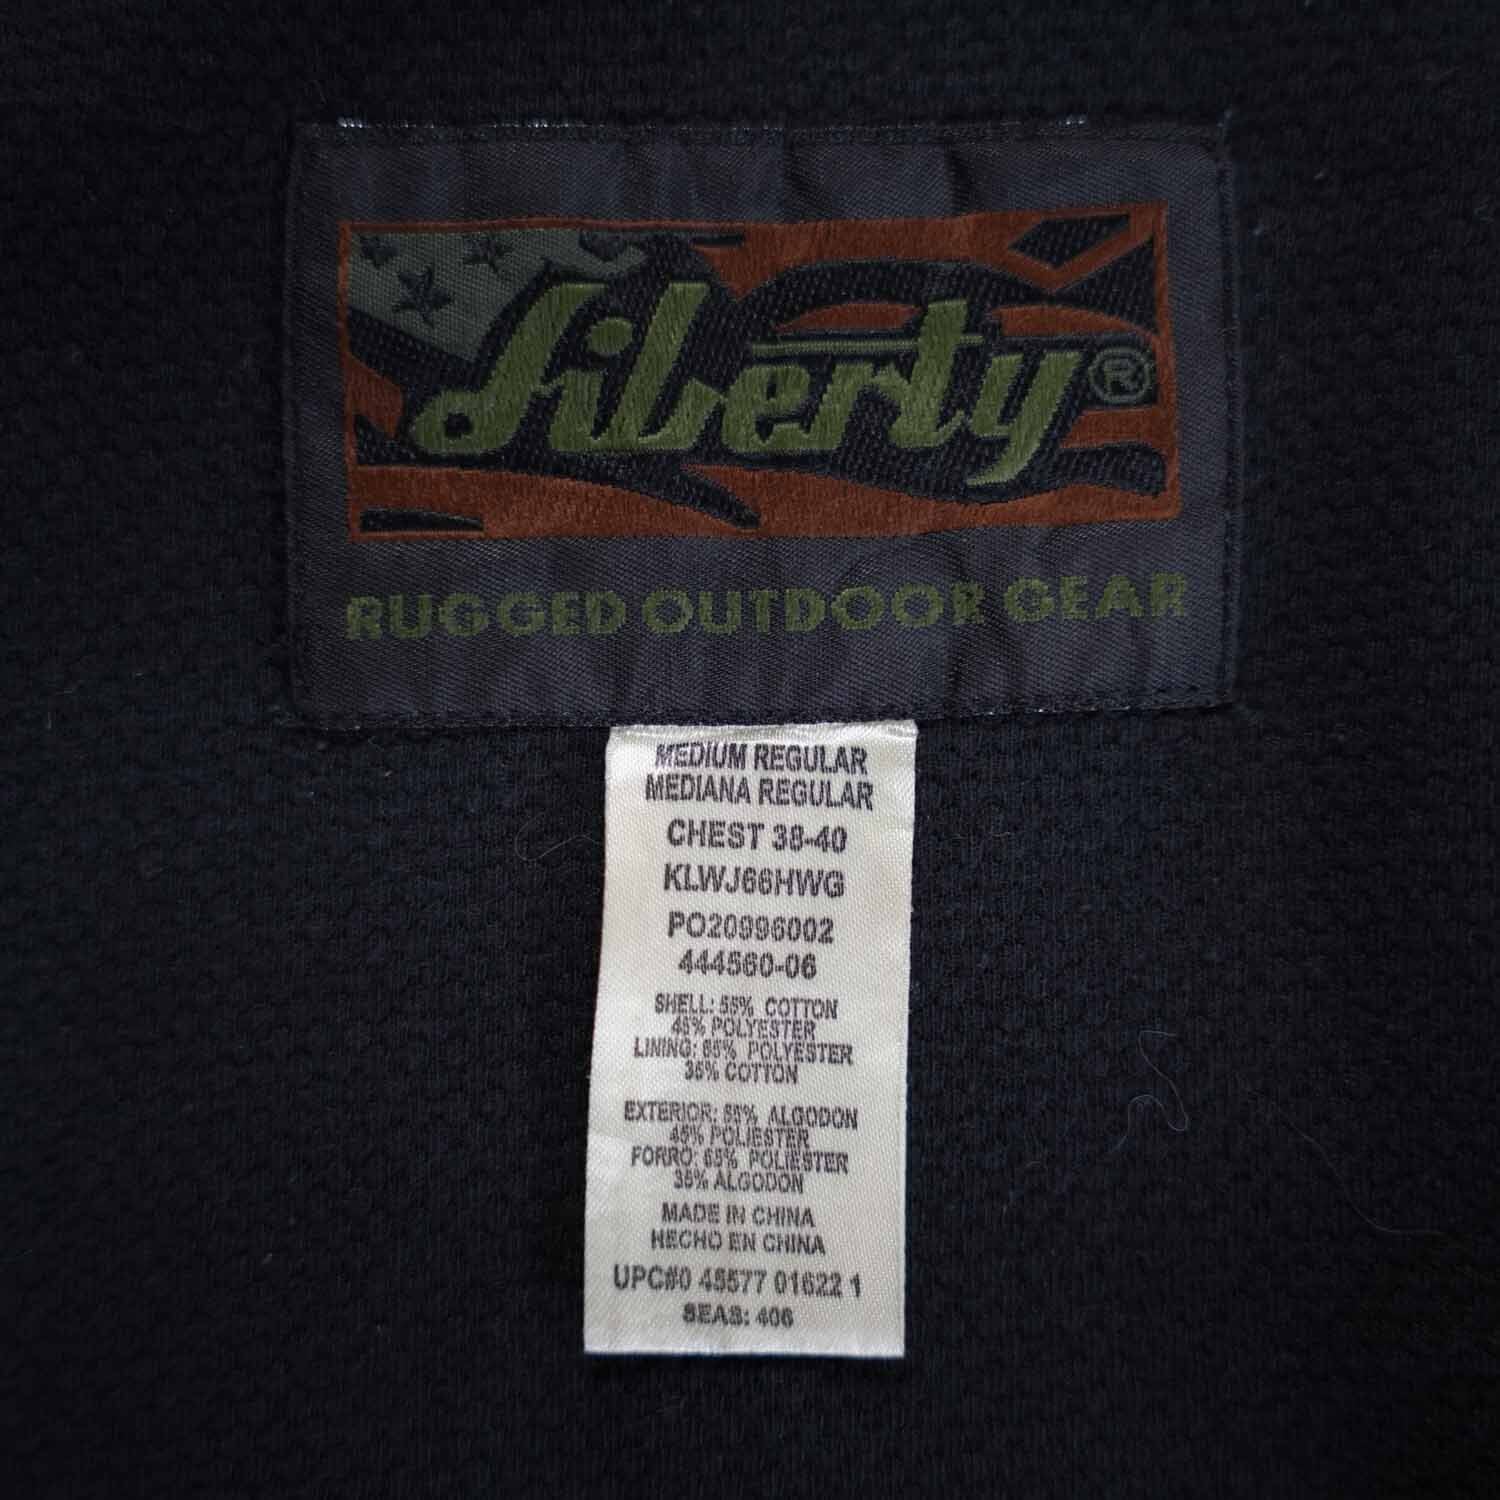 Liberty®
RUGGED OUTDOOR GEAR
MEDIUM REGULAR
MEDIANA REGULAR
CHEST 38-40
KLWJ66HWG
PO20996002
444560-06
SHELL: 55% COTTON
45% POLYESTER
LINING: 65% POLYESTER
35% COTTON
EXTERIOR: 55% ALGODON
45% POLIESTER
FORRO: 65% POLIESTER
35% ALGODON
MADE IN CHINA
HECHO EN CHINA
UPC#0 45577 01622 1
SEAS: 406